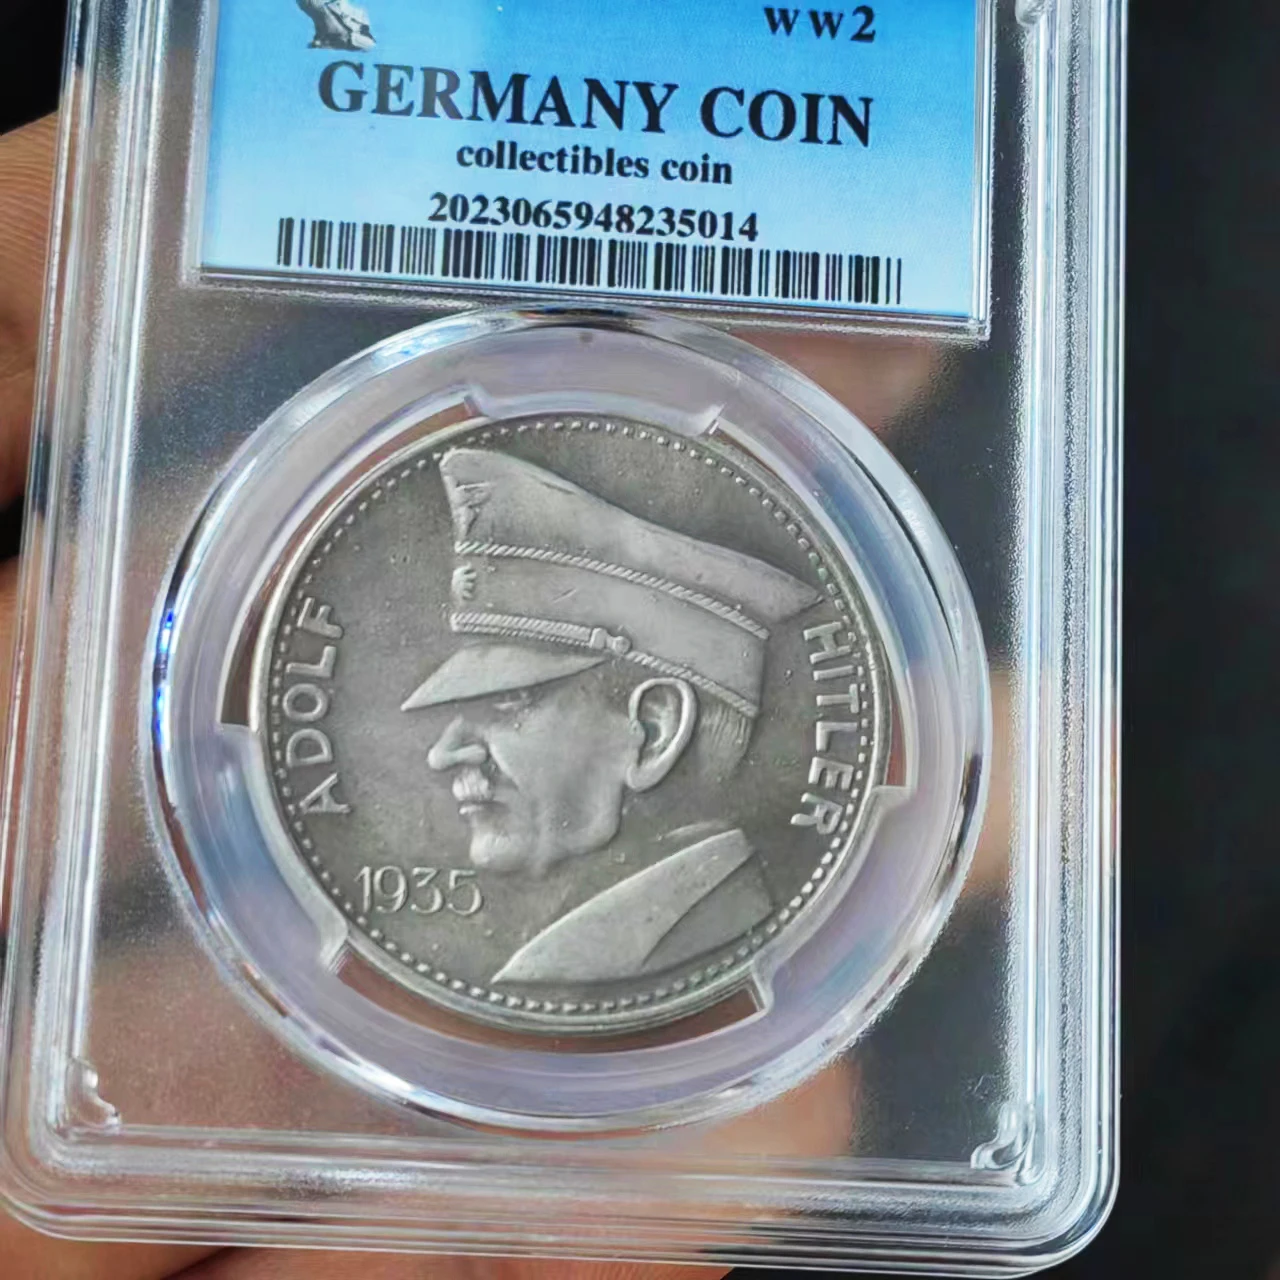 WW2
GERMANY COIN
collectibles coin
2023065948235014
ADOLF
HITLER
1935